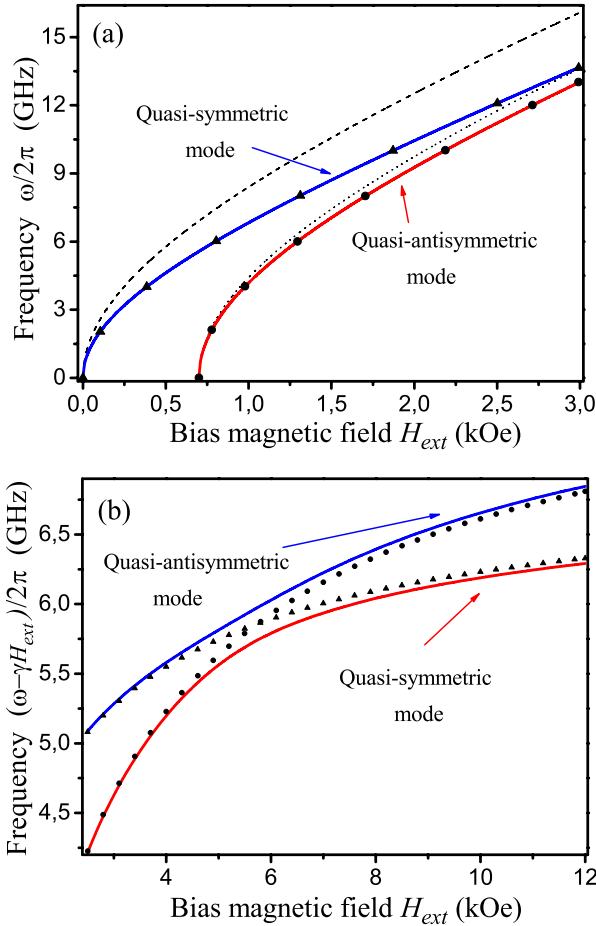 (a)
15
12
9
6
3
0
Frequency ω/2π (GHz)
Quasi-symmetric
mode
Quasi-antisymmetric
mode
0,0 0,5 1,0 1,5 2,0 2,5 3,0
Bias magnetic field Hext (kOe)
(b)
6.5
6.0
5.5
5.0
4.5
Frequency (ω−γHext)/2π (GHz)
Quasi-antisymmetric
mode
Quasi-symmetric
mode
4 6 8 10 12
Bias magnetic field Hext (kOe)